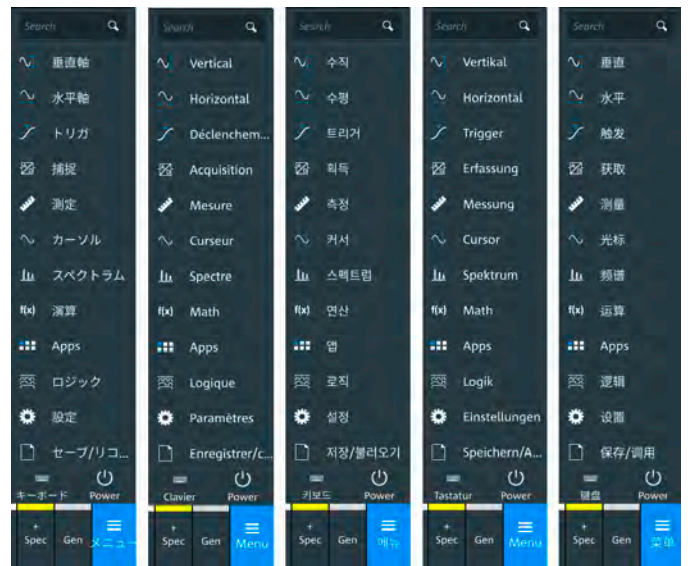 Search
垂直軸
水平軸
トリガ
捕捉
測定
カーソル
スペクトラム
f(x) 演算
Apps
ロジック
設定
セーブ/リコ...
キーボード Power
+
Spec Gen メニュー
Search
Vertical
Horizontal
Déclenchem...
Acquisition
Mesure
Curseur
Spectre
f(x) Math
Apps
Logique
Paramètres
Enregistrer/c...
Clavier Power
+
Spec Gen Menu
Search
수직
수평
트리거
획득
측정
커서
스펙트럼
f(x) 연산
앱
로직
설정
저장/불러오기
키보드 Power
+
Spec Gen 메뉴
Search
Vertikal
Horizontal
Trigger
Erfassung
Messung
Cursor
Spektrum
f(x) Math
Apps
Logik
Einstellungen
Speichern/A...
Tastatur Power
+
Spec Gen Menu
Search
垂直
水平
触发
获取
测量
光标
频谱
f(x) 运算
Apps
逻辑
设置
保存/调用
键盘 Power
+
Spec Gen 菜单